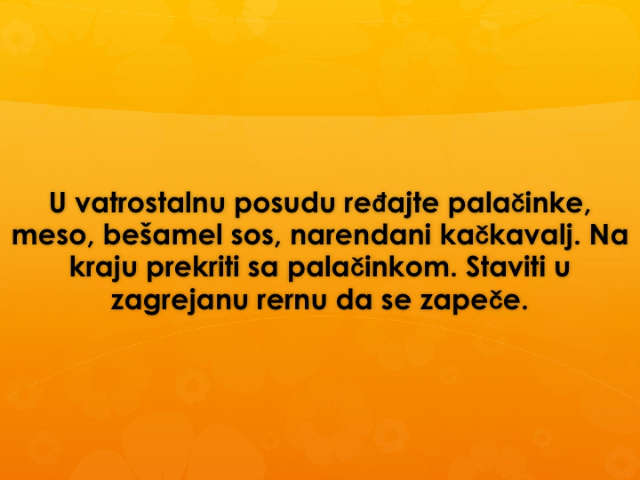 U vatrostalnu posudu ređajte palačinke,
meso, bešamel sos, narendani kačkavalj. Na
kraju prekriti sa palačinkom. Staviti u
zagrejanu rernu da se zapeče.